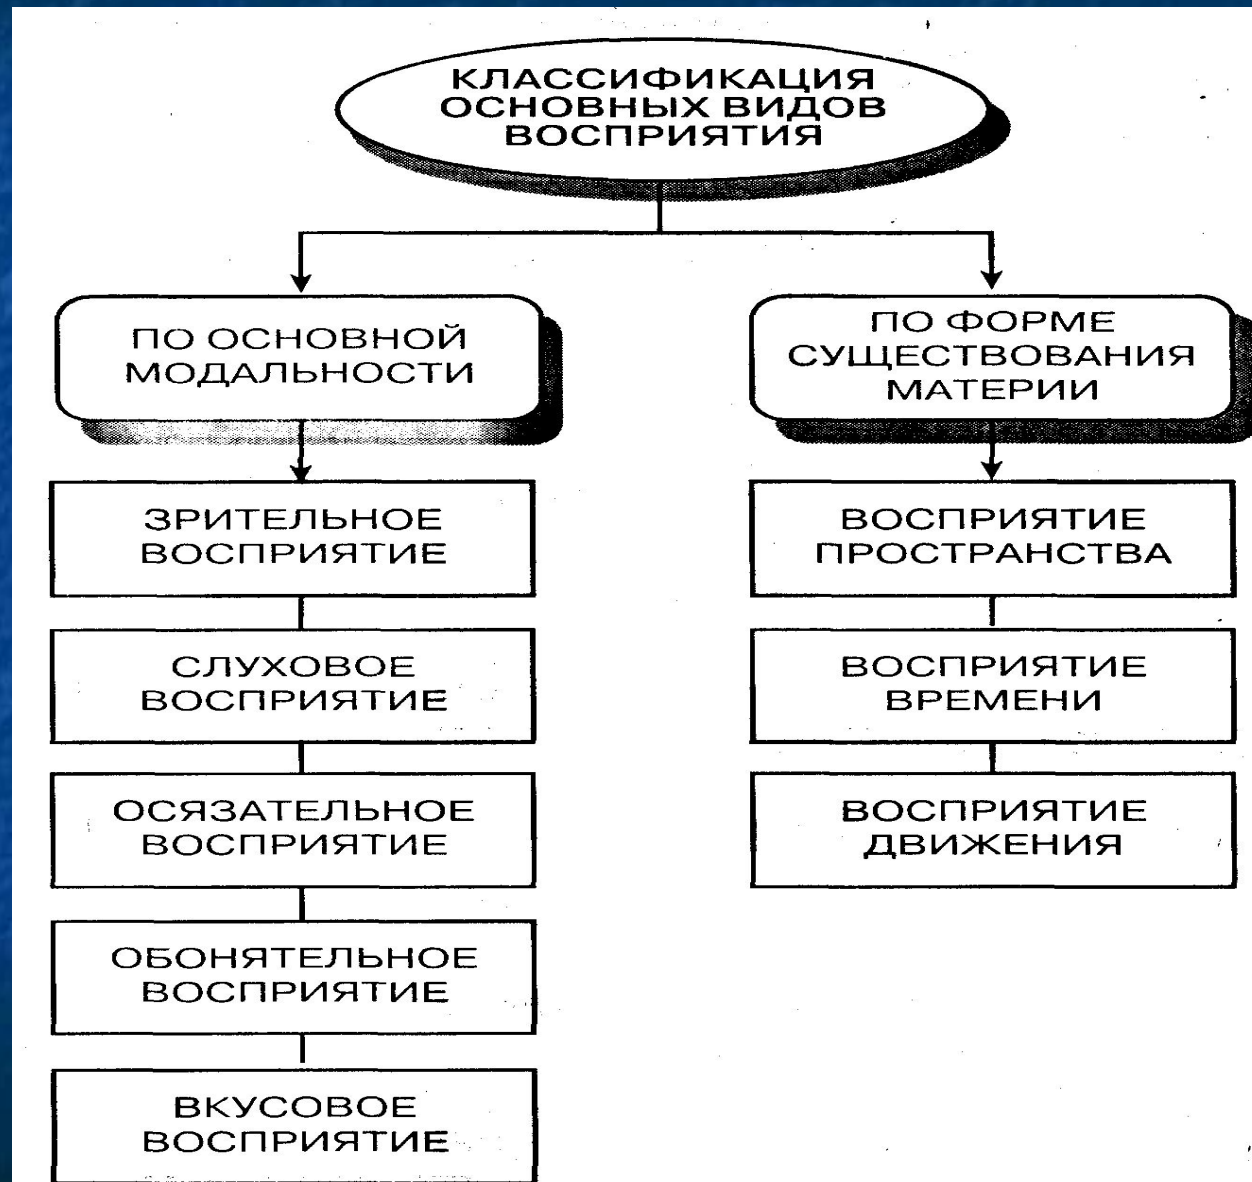 КЛАССИФИКАЦИЯ
ОСНОВНЫХ ВИДОВ
ВОСПРИЯТИЯ
ПО ОСНОВНОЙ
МОДАЛЬНОСТИ
ЗРИТЕЛЬНОЕ
ВОСПРИЯТИЕ
СЛУХОВОЕ
ВОСПРИЯТИЕ
ОСЯЗАТЕЛЬНОЕ
ВОСПРИЯТИЕ
ОБОНЯТЕЛЬНОЕ
ВОСПРИЯТИЕ
ВКУСОВОЕ
ВОСПРИЯТИЕ
ПО ФОРМЕ
СУЩЕСТВОВАНИЯ
МАТЕРИИ
ВОСПРИЯТИЕ
ПРОСТРАНСТВА
ВОСПРИЯТИЕ
ВРЕМЕНИ
ВОСПРИЯТИЕ
ДВИЖЕНИЯ